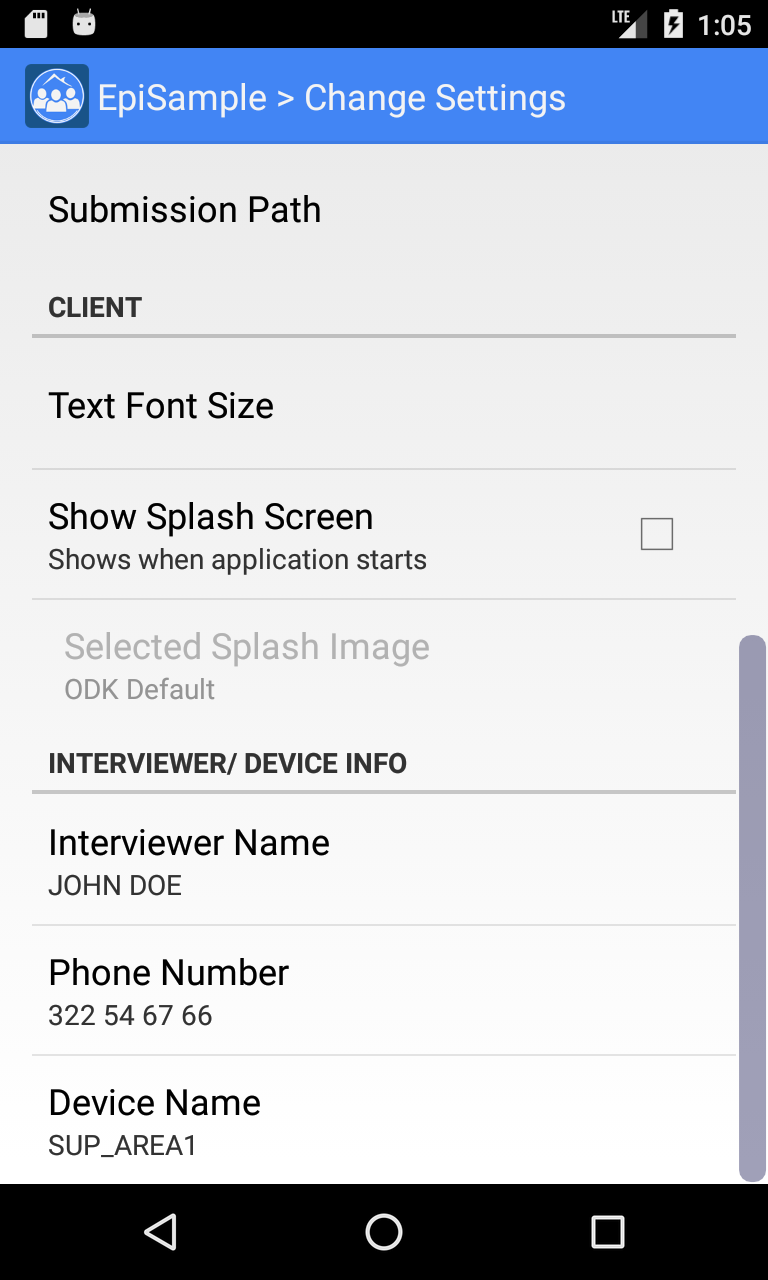 LTE 1:05
EpiSample > Change Settings
Submission Path
CLIENT
Text Font Size
Show Splash Screen
Shows when application starts
Selected Splash Image
ODK Default
INTERVIEWER/ DEVICE INFO
Interviewer Name
JOHN DOE
Phone Number
322 54 67 66
Device Name
SUP_AREA1